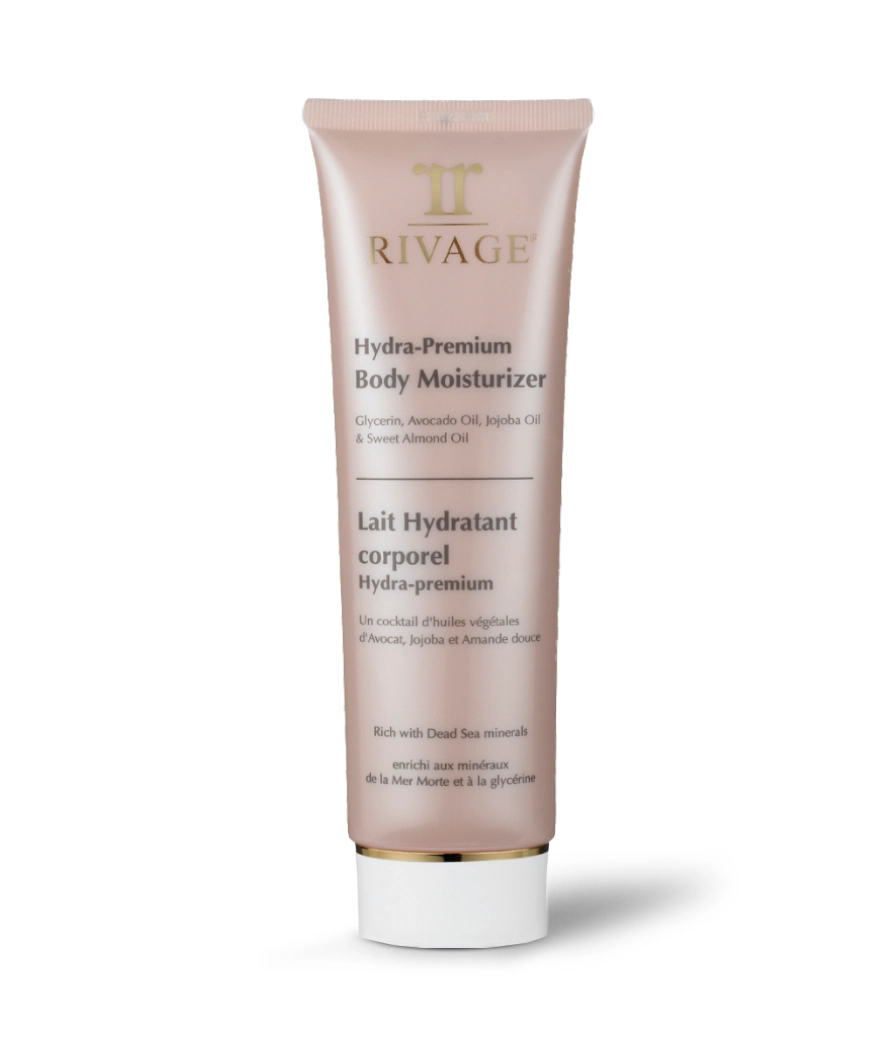 RIVAGE®
Hydra-Premium
Body Moisturizer
Glycerin, Avocado Oil, Jojoba Oil
& Sweet Almond Oil
Lait Hydratant
corporel
Hydra-premium
Un cocktail d'huiles végétales
d'Avocat, Jojoba et Amande douce
Rich with Dead Sea minerals
enrichi aux minéraux
de la Mer Morte et à la glycérine